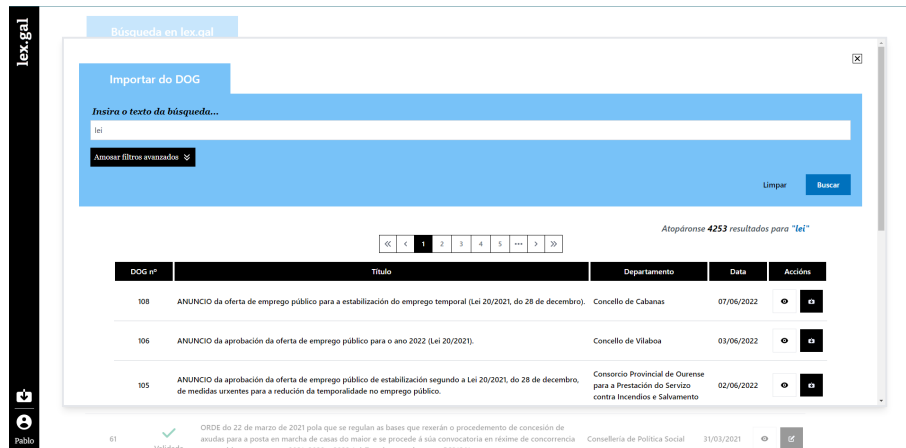 lex.gal
Búsqueda en lex.gal
Importar do DOG
Insira o texto da búsqueda...
lei
Amosar filtros avanzados
Limpar
Buscar
Atopáronse 4253 resultados para "lei"
1 2 3 4 5 ...
DOG nº Título Departamento Data Accións
108 ANUNCIO da oferta de emprego público para a estabilización do emprego temporal (Lei 20/2021, do 28 de decembro). Concello de Cabanas 07/06/2022
106 ANUNCIO da aprobación da oferta de emprego público para o ano 2022 (Lei 20/2021). Concello de Vilaboa 03/06/2022
Consorcio Provincial de Ourense
105 ANUNCIO da aprobación da oferta de emprego público de estabilización segundo a Lei 20/2021, do 28 de decembro, para a Prestación do Servizo 02/06/2022
de medidas urxentes para a redución da temporalidade no emprego público. contra Incendios e Salvamento
ORDE do 22 de marzo de 2021 pola que se regulan as bases que rexerán o procedemento de concesión de
61 axudas para a posta en marcha de casas do maior e se procede á súa convocatoria en réxime de concorrencia Consellería de Política Social 31/03/2021
Pablo